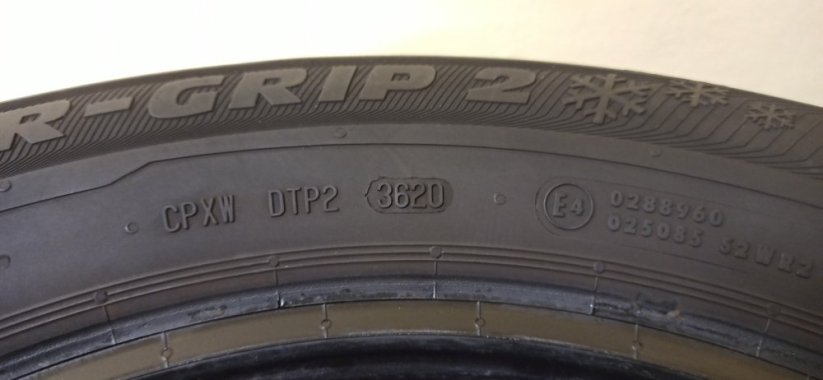 R-GRIP 2
CPXW DTP2 3620
E4
0288960
025085 S2WR2